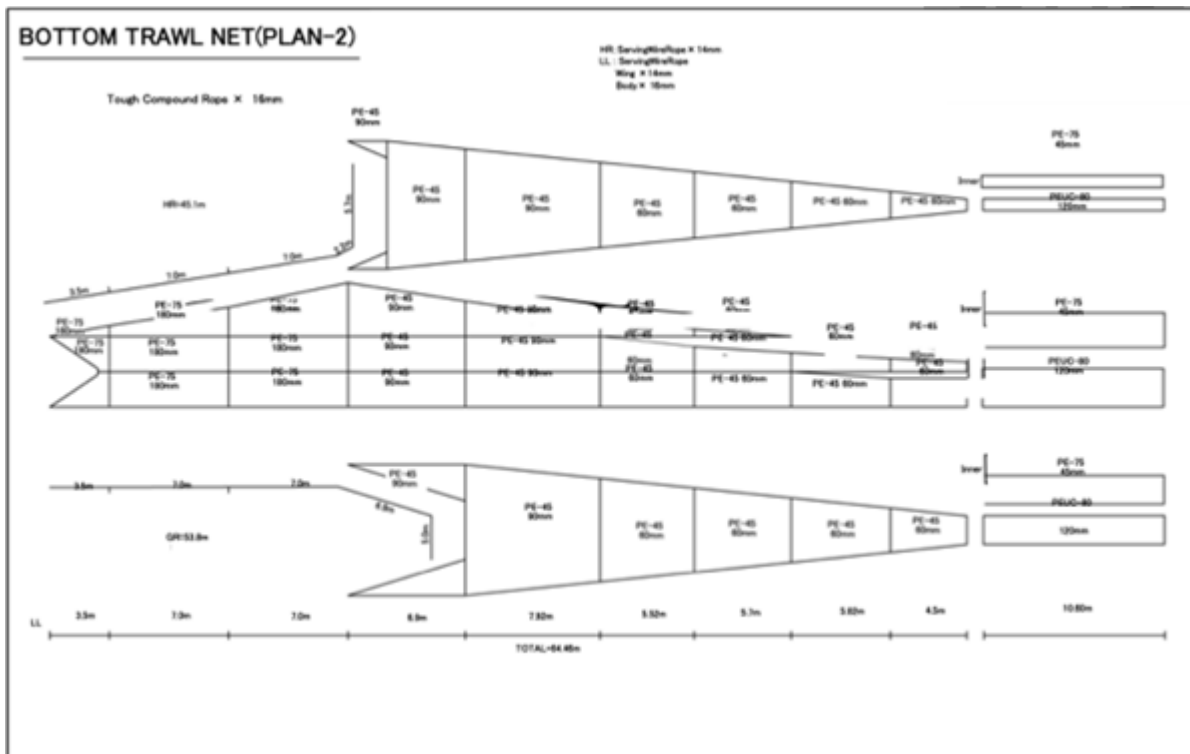 BOTTOM TRAWL NET(PLAN-2)
HR: ServingWireRope × 14mm
LL : ServingWireRope
Wing × 14mm
Body × 16mm
Tough Compound Rope × 16mm
PE-45
90mm
PE-75
45mm
Inner
PE-45
90mm
PE-45
90mm
PE-45
60mm
PE-45
60mm
PE-45 60mm
PE-45 60mm
PEUC-80
120mm
HR=45.1m
3.5m
7.0m
7.0m
PE-75
180mm
180mm
PE-45
90mm
PE-45 90mm
PE-45
PE-45
Inner
PE-75
45mm
PE-75
180mm
PE-75
180mm
PE-75
180mm
PE-75
180mm
PE-45
90mm
PE-45 90mm
PE-45
60mm
PE-45 60mm
PE-45
60mm
PE-45
60mm
PEUC-80
120mm
PE-75
180mm
PE-75
180mm
PE-45
90mm
PE-45 90mm
PE-45
60mm
PE-45 60mm
PE-45 60mm
PE-45
60mm
3.5m
7.0m
7.0m
PE-45
90mm
Inner
PE-75
45mm
GR=53.8m
PE-45
90mm
PE-45
60mm
PE-45
60mm
PE-45
60mm
PE-45
60mm
PEUC-80
120mm
LL
3.5m
7.0m
7.0m
6.9m
7.92m
5.52m
5.7m
5.82m
4.5m
10.60m
TOTAL=64.46m